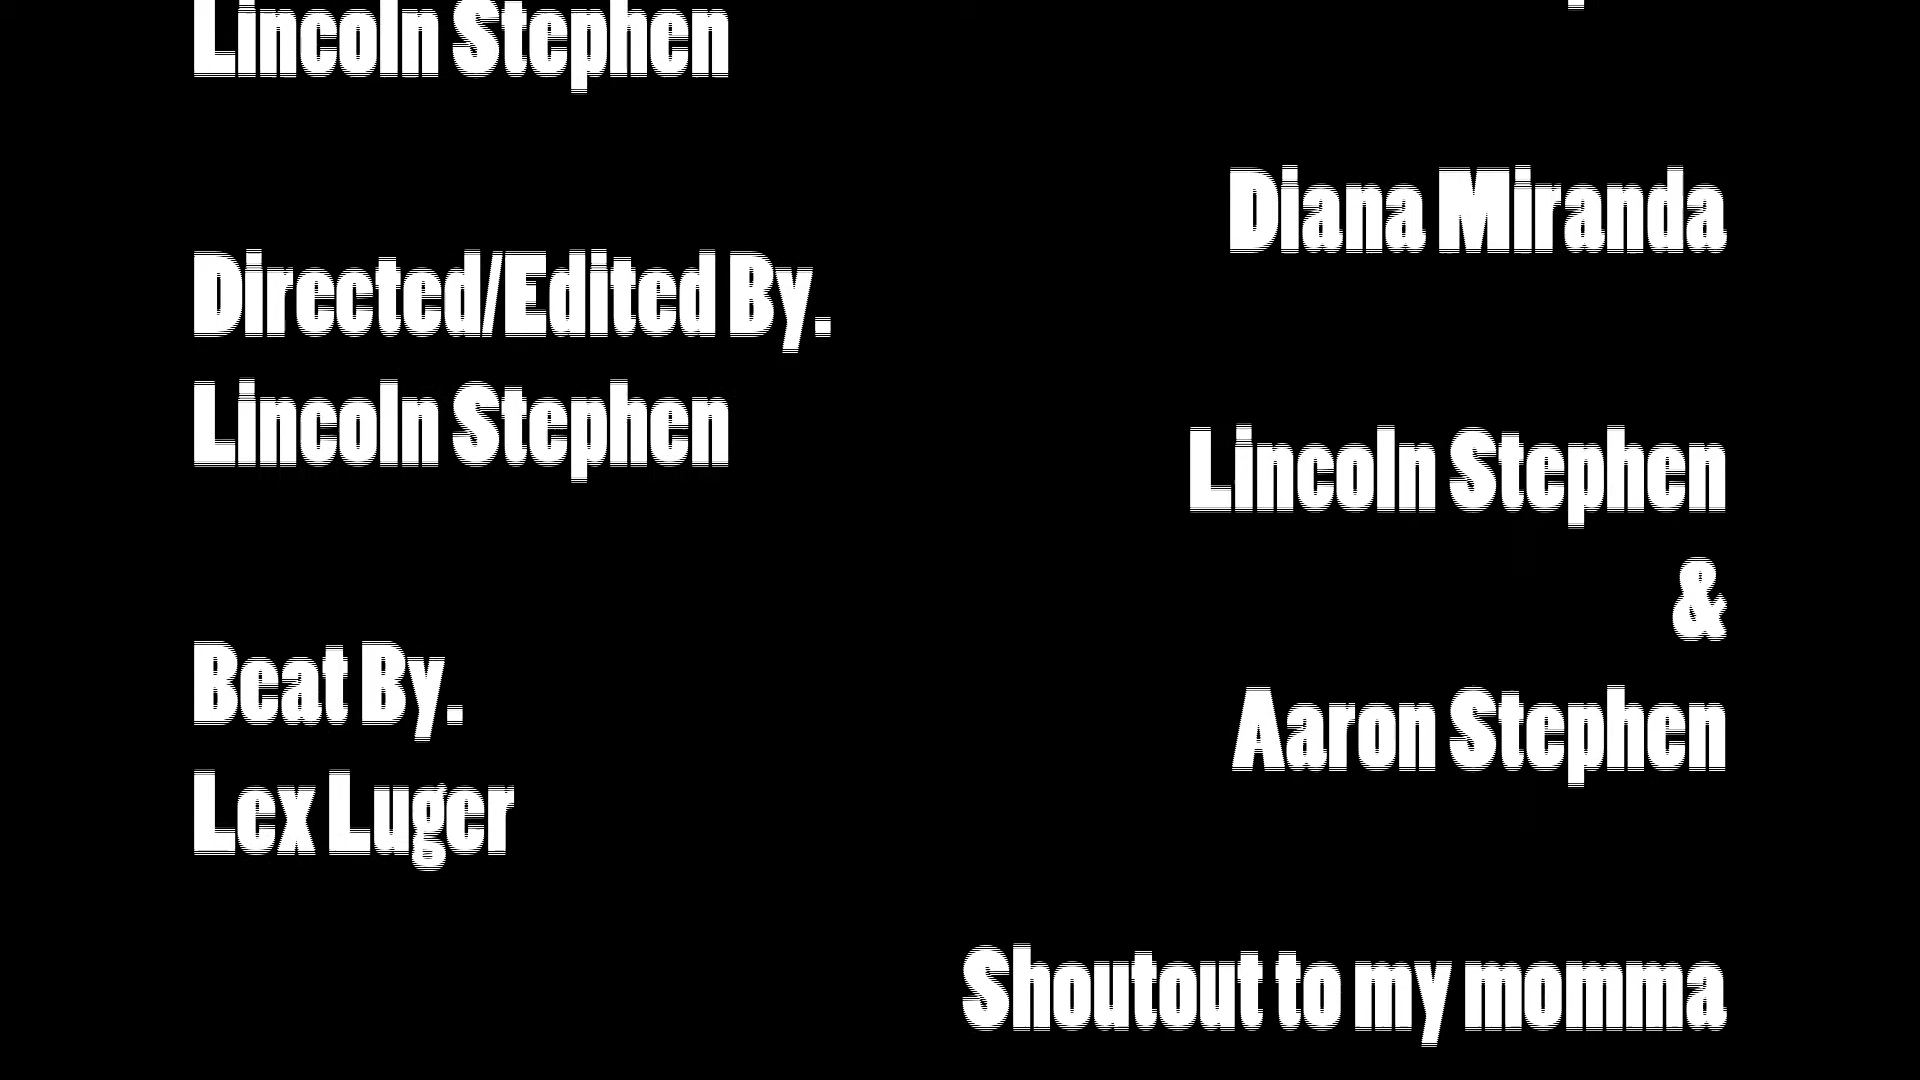 Lincoln Stephen
Directed/Edited By.
Lincoln Stephen
Beat By.
Lex Luger
Diana Miranda
Lincoln Stephen
&
Aaron Stephen
Shoutout to my momma